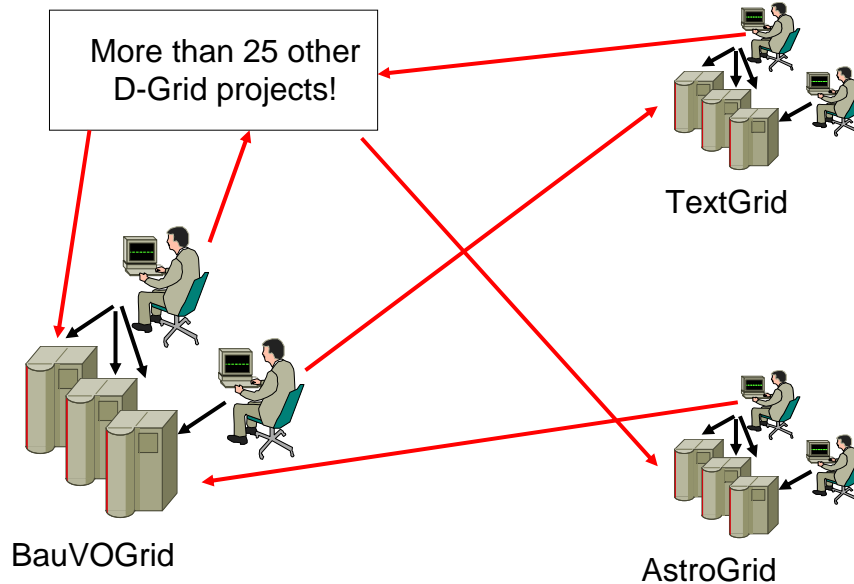 More than 25 other
D-Grid projects!
TextGrid
BauVOGrid
AstroGrid